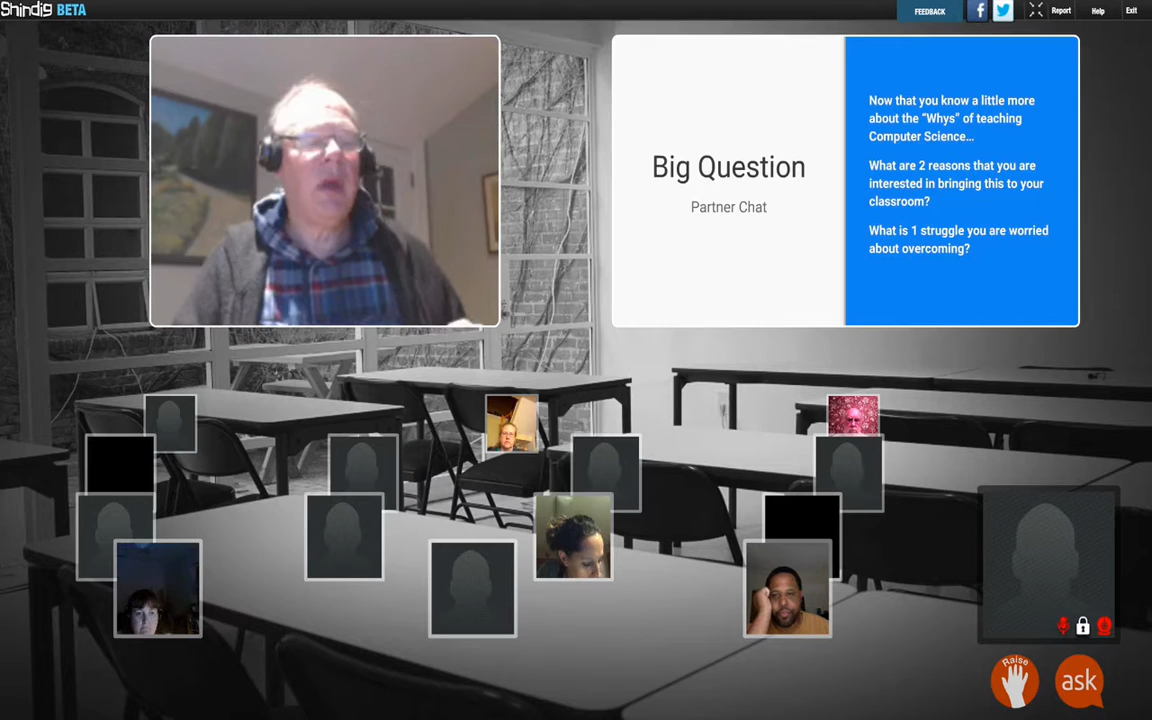 Shindig BETA
FEEDBACK
Report
Help
Exit
Big Question
Partner Chat
Now that you know a little more
about the “Whys” of teaching
Computer Science...
What are 2 reasons that you are
interested in bringing this to your
classroom?
What is 1 struggle you are worried
about overcoming?
Raise
ask